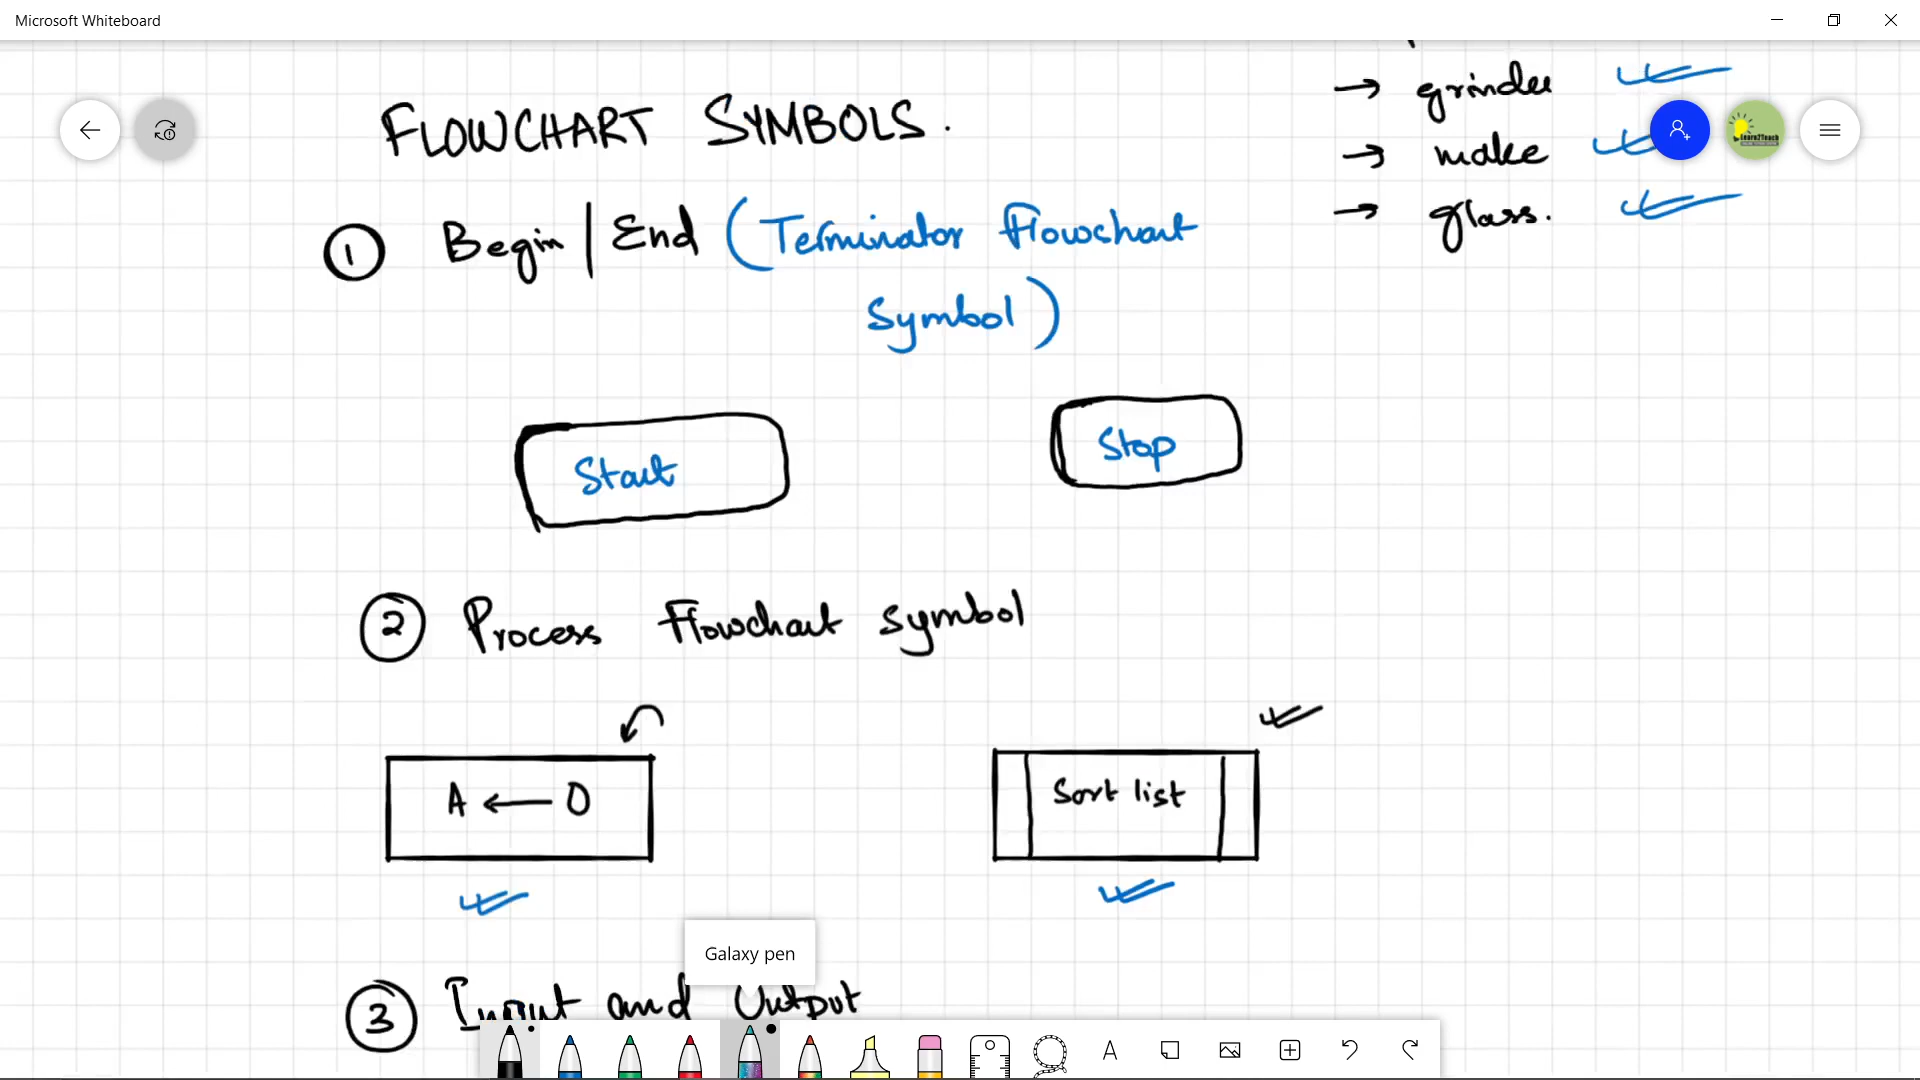 Microsoft Whiteboard
→ grinder
→ make
→ glass.
Learn2Teach
FLOWCHART SYMBOLS.
① Begin | End (Terminator Flowchart
Symbol)
Start
Stop
② Process Flowchart symbol
A ← 0
Sort list
Galaxy pen
③ Input and Output